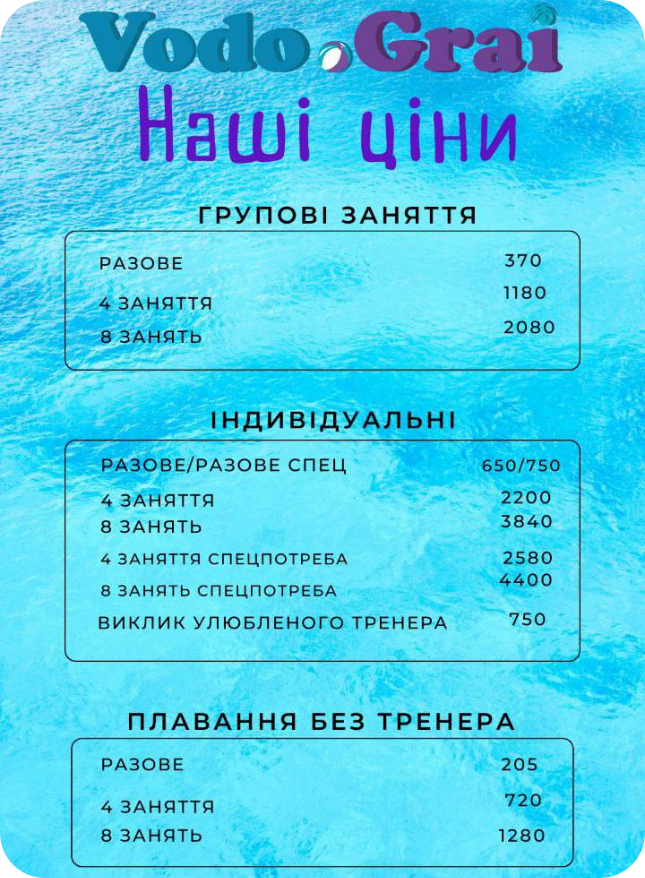 Vodo Grai
Наші ціни
ГРУПОВІ ЗАНЯТТЯ
РАЗОВЕ 370
4 ЗАНЯТТЯ 1180
8 ЗАНЯТЬ 2080
ІНДИВІДУАЛЬНІ
РАЗОВЕ/РАЗОВЕ СПЕЦ 650/750
4 ЗАНЯТТЯ 2200
8 ЗАНЯТЬ 3840
4 ЗАНЯТТЯ СПЕЦПОТРЕБА 2580
8 ЗАНЯТЬ СПЕЦПОТРЕБА 4400
ВИКЛИК УЛЮБЛЕНОГО ТРЕНЕРА 750
ПЛАВАННЯ БЕЗ ТРЕНЕРА
РАЗОВЕ 205
4 ЗАНЯТТЯ 720
8 ЗАНЯТЬ 1280